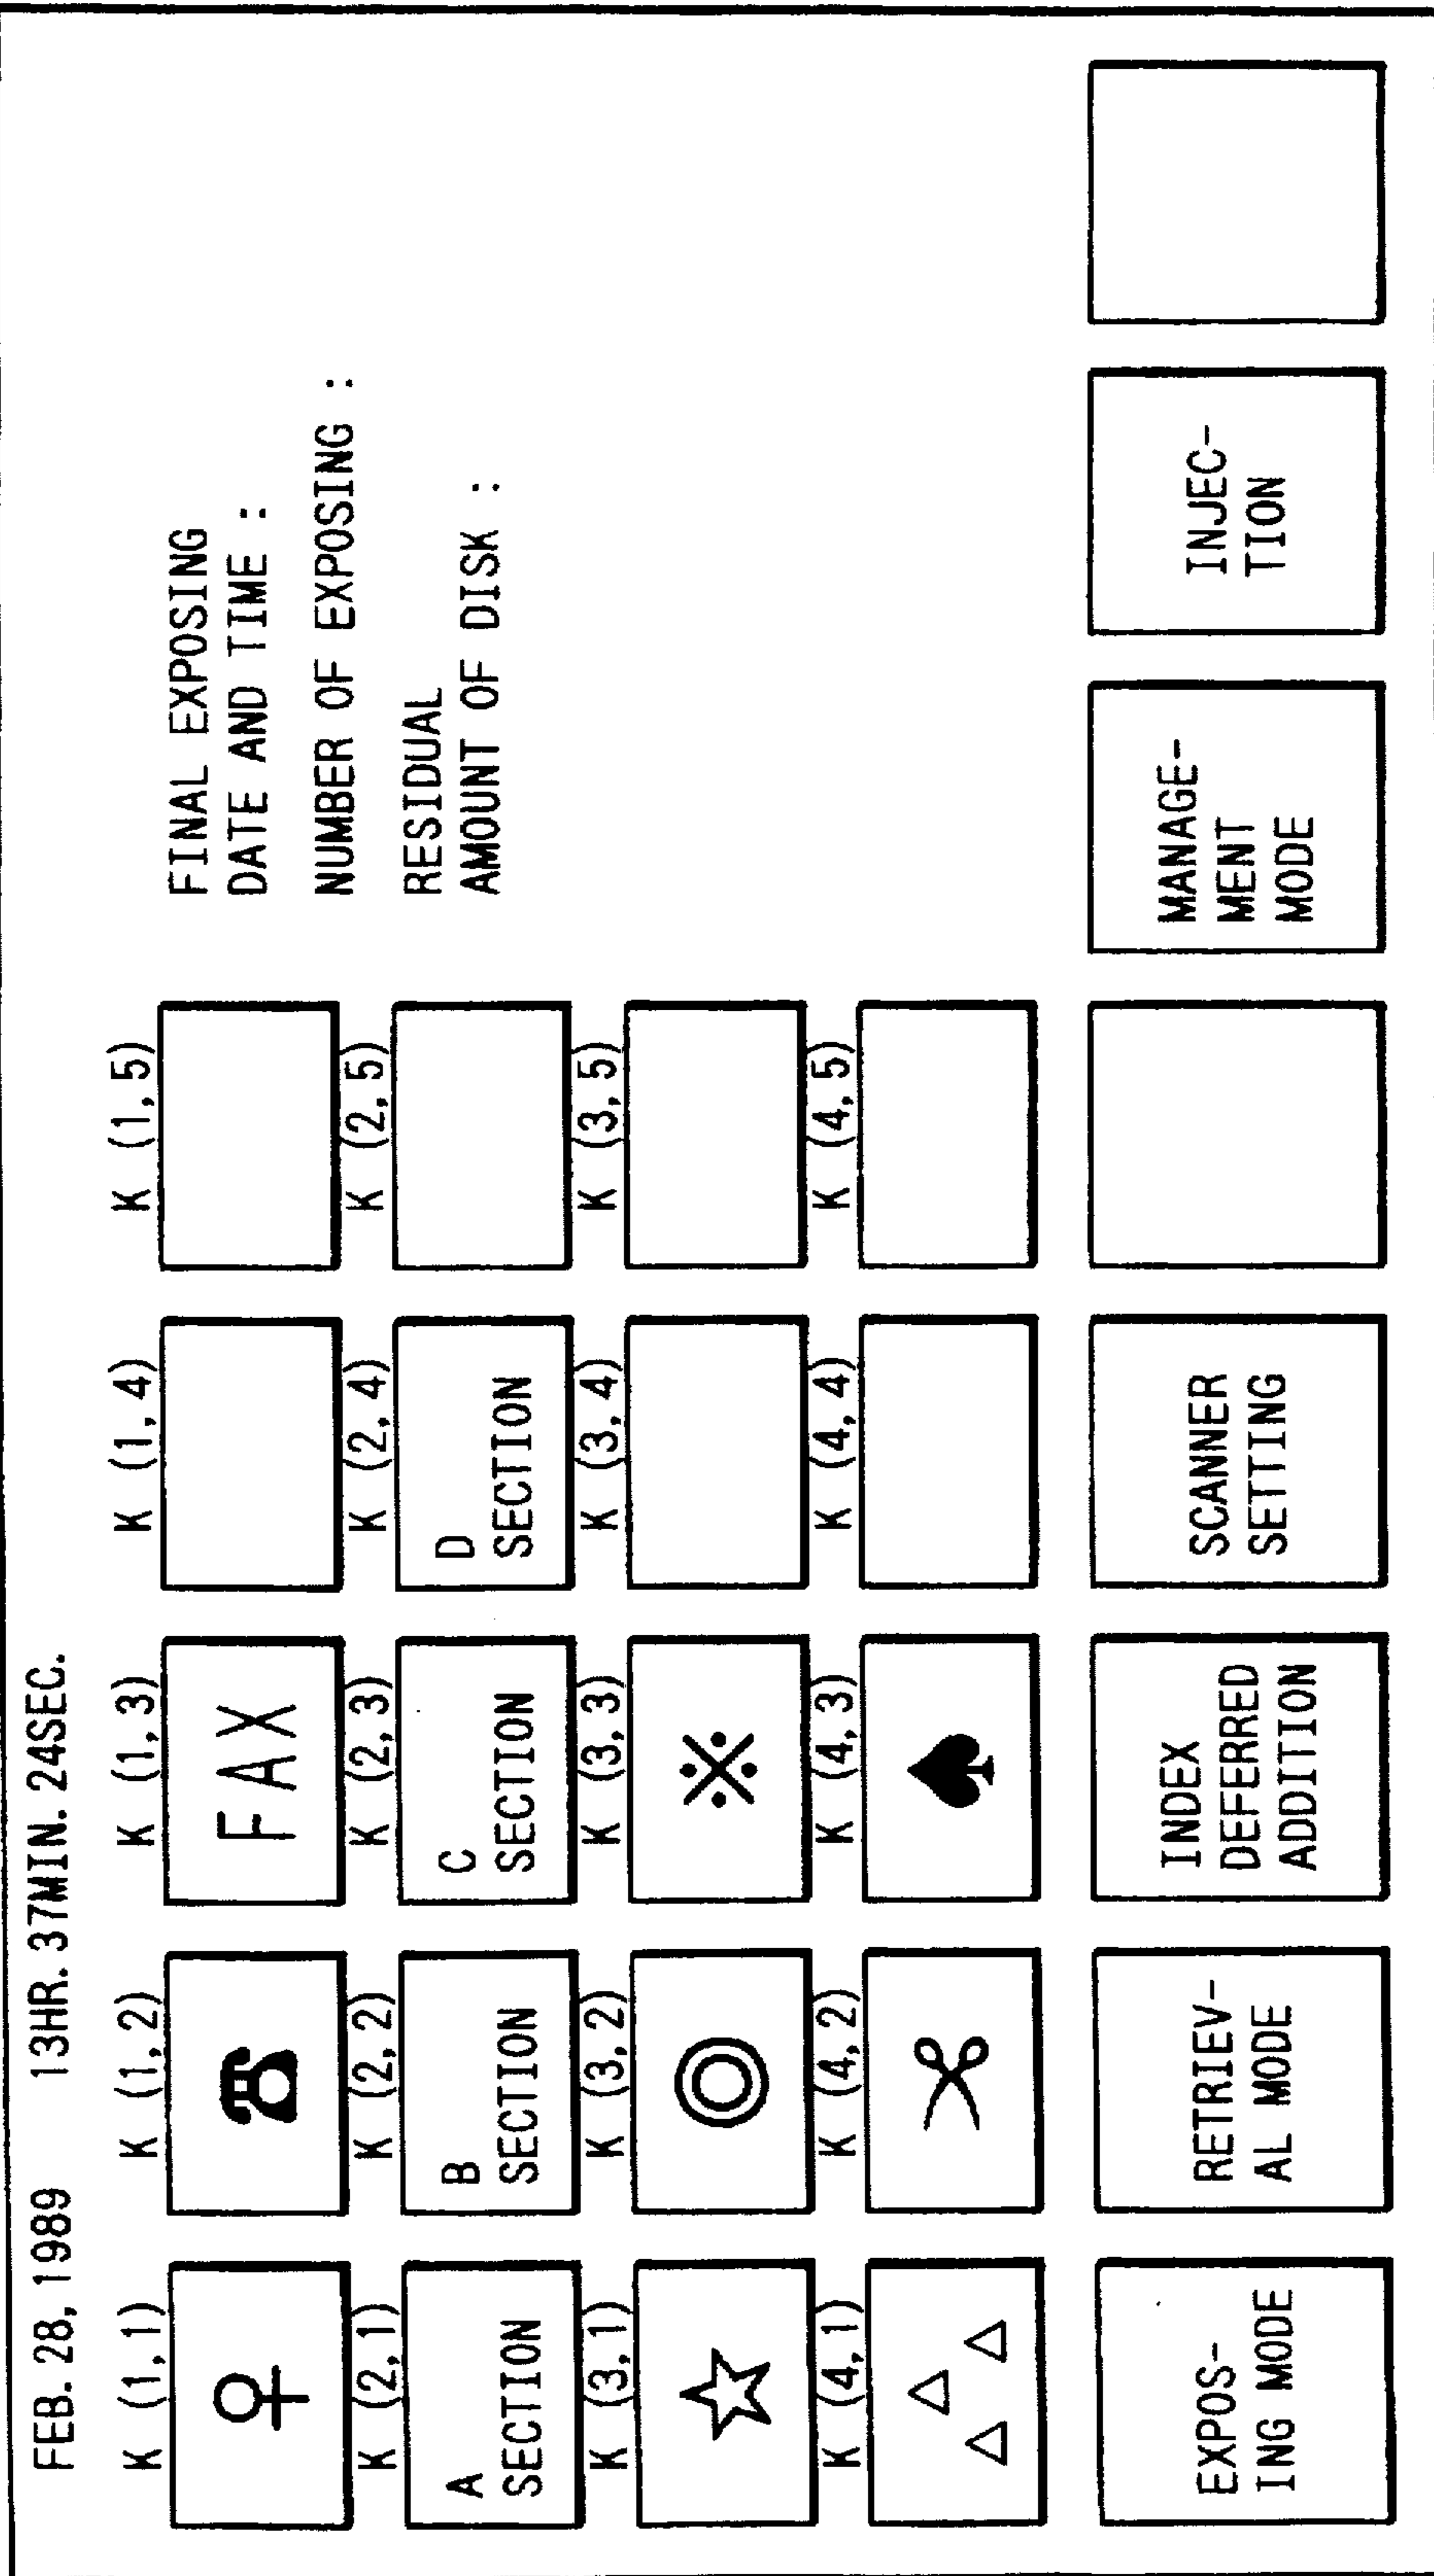 FEB. 28, 1989 13HR. 37MIN. 24SEC.
K (1, 1) K (1, 2) K (1, 3) K (1, 4) K (1, 5)
FAX
FINAL EXPOSING
DATE AND TIME :
NUMBER OF EXPOSING :
RESIDUAL
AMOUNT OF DISK :
K (2, 1) K (2, 2) K (2, 3) K (2, 4) K (2, 5)
A
SECTION
B
SECTION
C
SECTION
D
SECTION
K (3, 1) K (3, 2) K (3, 3) K (3, 4) K (3, 5)
☆ ◎ ※
K (4, 1) K (4, 2) K (4, 3) K (4, 4) K (4, 5)
EXPOS-
ING MODE
RETRIEV-
AL MODE
INDEX
DEFERRED
ADDITION
SCANNER
SETTING
MANAGE-
MENT
MODE
INJEC-
TION